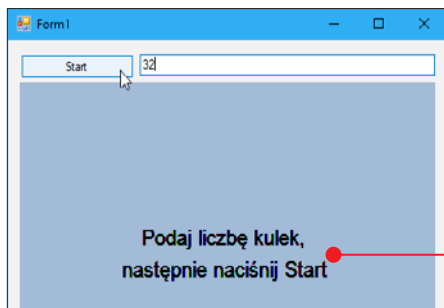 Form1
Start
32
Podaj liczbę kulek,
następnie naciśnij Start